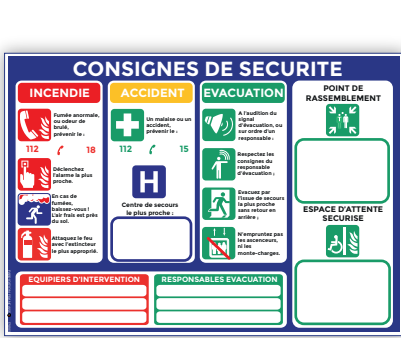 CONSIGNES DE SECURITE
INCENDIE
Fumée anormale,
ou odeur de
brulé,
prévenir le :
112
18
Déclenchez
l'alarme la plus
proche.
En cas de
fumées,
baissez-vous !
L'air frais est près
du sol.
Attaquez le feu
avec l'extincteur
le plus approprié.
ACCIDENT
Un malaise ou un
accident,
prévenir le :
112
15
H
Centre de secours
le plus proche :
EVACUATION
A l'audition du
signal
d'évacuation, ou
sur ordre d'un
responsable :
Respectez les
consignes du
responsable
d'évacuation ;
Evacuez par
l'issue de secours
la plus proche
sans retour en
arrière ;
N'empruntez pas
les ascenceurs,
ni les
monte-charges.
POINT DE
RASSEMBLEMENT
ESPACE D'ATTENTE
SECURISE
EQUIPIERS D'INTERVENTION
RESPONSABLES EVACUATION